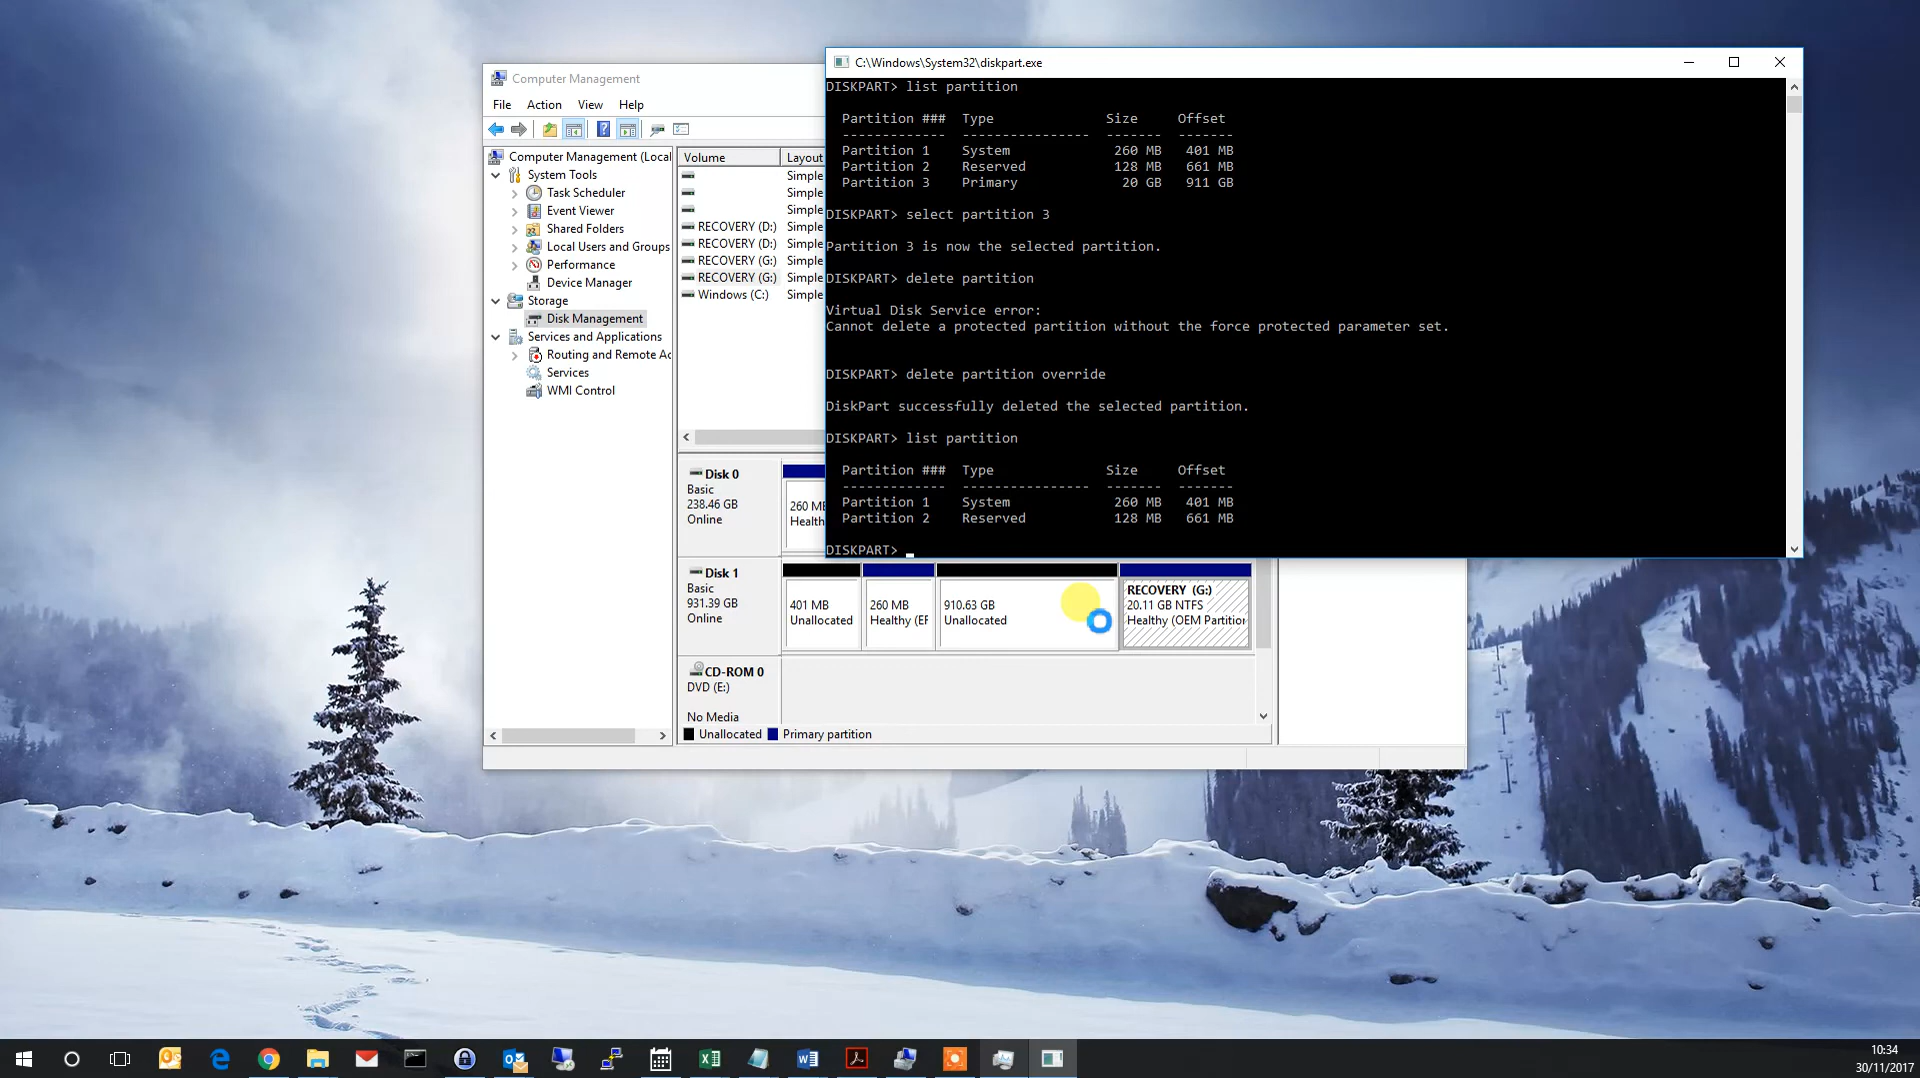 Computer Management
File Action View Help
Computer Management (Local
System Tools
Task Scheduler
Event Viewer
Shared Folders
Local Users and Groups
Performance
Device Manager
Storage
Disk Management
Services and Applications
Routing and Remote Ac
Services
WMI Control
Volume Layout
Simple
Simple
Simple
RECOVERY (D:) Simple
RECOVERY (D:) Simple
RECOVERY (G:) Simple
RECOVERY (G:) Simple
Windows (C:) Simple
Disk 0
Basic
238.46 GB
Online
260 MB
Health
Disk 1
Basic
931.39 GB
Online
401 MB
Unallocated
260 MB
Healthy (EF
910.63 GB
Unallocated
RECOVERY (G:)
20.11 GB NTFS
Healthy (OEM Partition
CD-ROM 0
DVD (E:)
No Media
Unallocated Primary partition
C:\Windows\System32\diskpart.exe
DISKPART> list partition
Partition ### Type Size Offset
------------- ---------------- ------- -------
Partition 1 System 260 MB 401 MB
Partition 2 Reserved 128 MB 661 MB
Partition 3 Primary 20 GB 911 GB
DISKPART> select partition 3
Partition 3 is now the selected partition.
DISKPART> delete partition
Virtual Disk Service error:
Cannot delete a protected partition without the force protected parameter set.
DISKPART> delete partition override
DiskPart successfully deleted the selected partition.
DISKPART> list partition
Partition ### Type Size Offset
------------- ---------------- ------- -------
Partition 1 System 260 MB 401 MB
Partition 2 Reserved 128 MB 661 MB
DISKPART>
10:34
30/11/2017